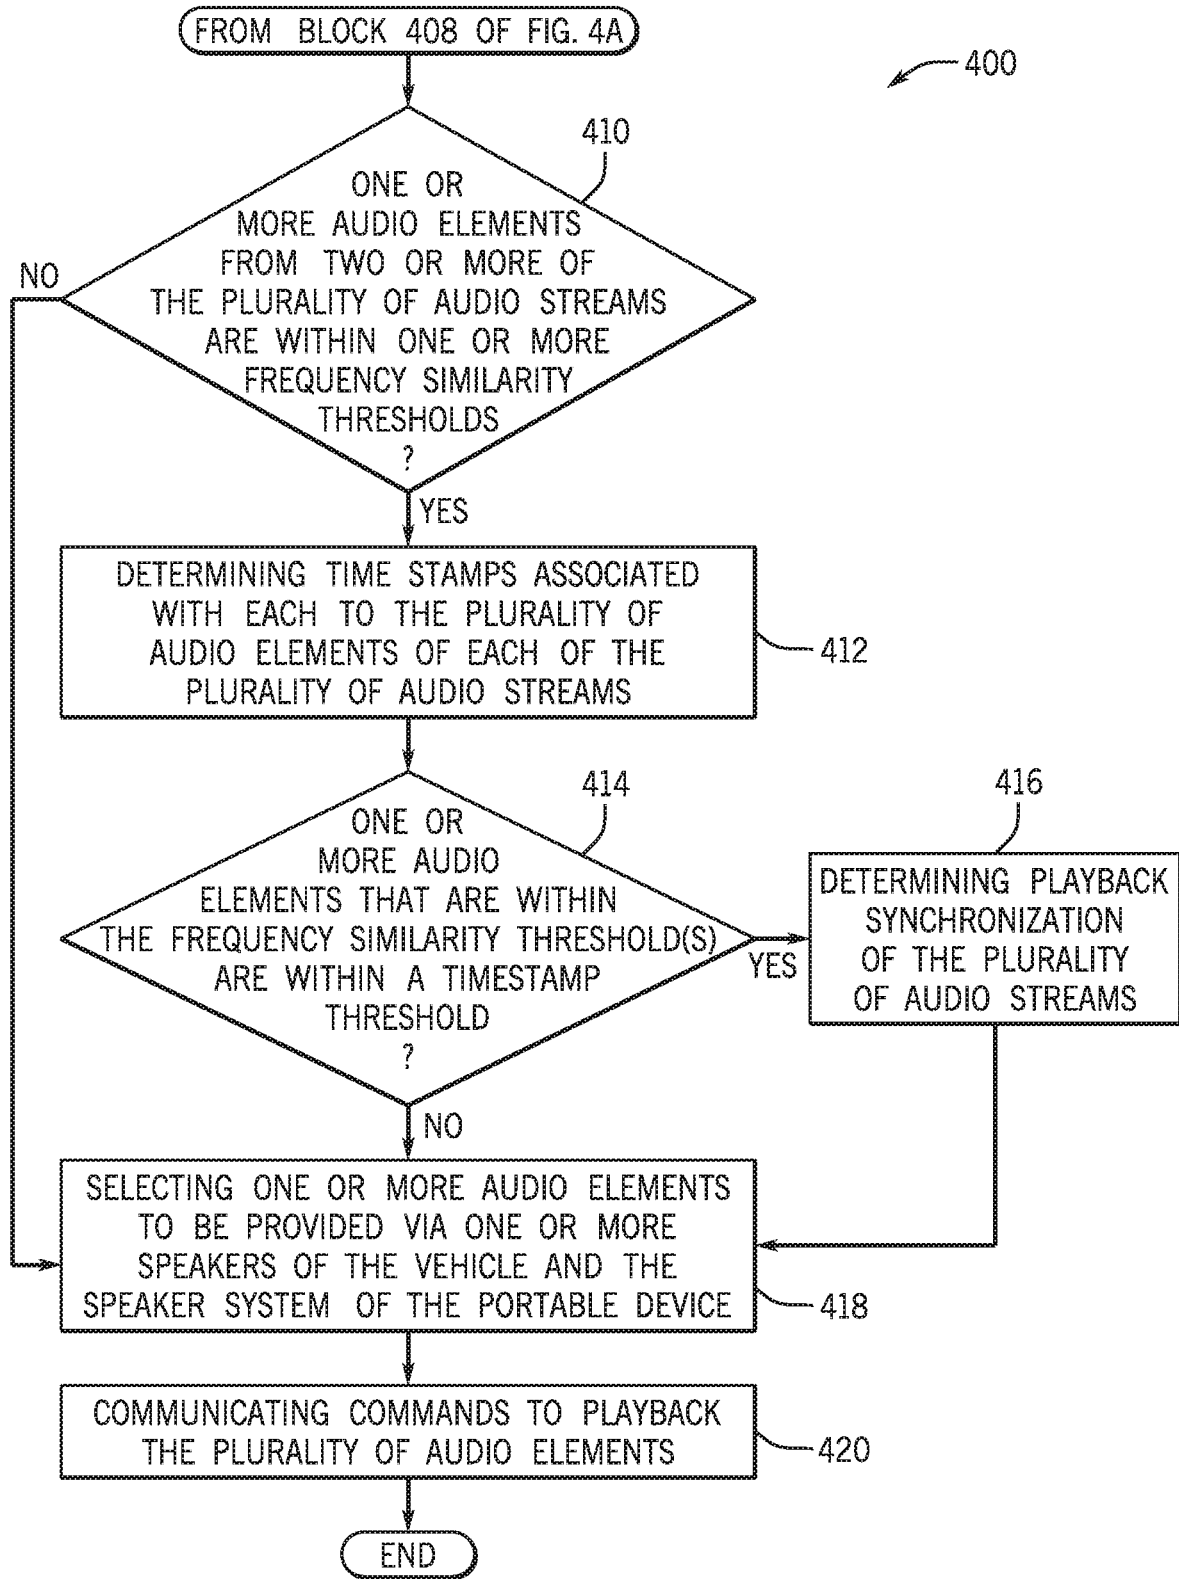 FROM BLOCK 408 OF FIG. 4A
400
410
ONE OR
MORE AUDIO ELEMENTS
FROM TWO OR MORE OF
THE PLURALITY OF AUDIO STREAMS
ARE WITHIN ONE OR MORE
FREQUENCY SIMILARITY
THRESHOLDS
?
NO
YES
DETERMINING TIME STAMPS ASSOCIATED
WITH EACH TO THE PLURALITY OF
AUDIO ELEMENTS OF EACH OF THE
PLURALITY OF AUDIO STREAMS
412
414
ONE OR
MORE AUDIO
ELEMENTS THAT ARE WITHIN
THE FREQUENCY SIMILARITY THRESHOLD(S)
ARE WITHIN A TIMESTAMP
THRESHOLD
?
YES
416
DETERMINING PLAYBACK
SYNCHRONIZATION
OF THE PLURALITY
OF AUDIO STREAMS
NO
SELECTING ONE OR MORE AUDIO ELEMENTS
TO BE PROVIDED VIA ONE OR MORE
SPEAKERS OF THE VEHICLE AND THE
SPEAKER SYSTEM OF THE PORTABLE DEVICE
418
COMMUNICATING COMMANDS TO PLAYBACK
THE PLURALITY OF AUDIO ELEMENTS
420
END